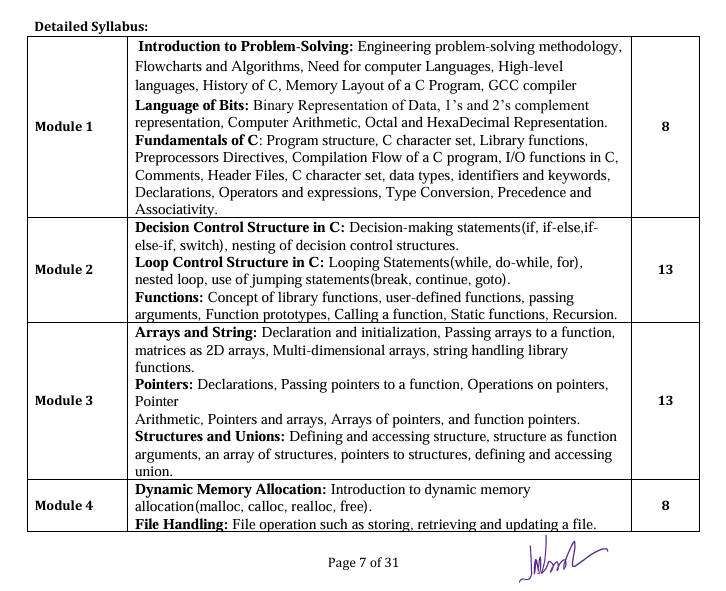 Detailed Syllabus:
Module 1
Introduction to Problem-Solving: Engineering problem-solving methodology,
Flowcharts and Algorithms, Need for computer Languages, High-level
languages, History of C, Memory Layout of a C Program, GCC compiler
Language of Bits: Binary Representation of Data, 1's and 2's complement
representation, Computer Arithmetic, Octal and HexaDecimal Representation.
Fundamentals of C: Program structure, C character set, Library functions,
Preprocessors Directives, Compilation Flow of a C program, I/O functions in C,
Comments, Header Files, C character set, data types, identifiers and keywords,
Declarations, Operators and expressions, Type Conversion, Precedence and
Associativity.
8
Module 2
Decision Control Structure in C: Decision-making statements(if, if-else,if-
else-if, switch), nesting of decision control structures.
Loop Control Structure in C: Looping Statements(while, do-while, for),
nested loop, use of jumping statements(break, continue, goto).
Functions: Concept of library functions, user-defined functions, passing
arguments, Function prototypes, Calling a function, Static functions, Recursion.
13
Module 3
Arrays and String: Declaration and initialization, Passing arrays to a function,
matrices as 2D arrays, Multi-dimensional arrays, string handling library
functions.
Pointers: Declarations, Passing pointers to a function, Operations on pointers,
Pointer
Arithmetic, Pointers and arrays, Arrays of pointers, and function pointers.
Structures and Unions: Defining and accessing structure, structure as function
arguments, an array of structures, pointers to structures, defining and accessing
union.
13
Module 4
Dynamic Memory Allocation: Introduction to dynamic memory
allocation(malloc, calloc, realloc, free).
File Handling: File operation such as storing, retrieving and updating a file.
8
Page 7 of 31